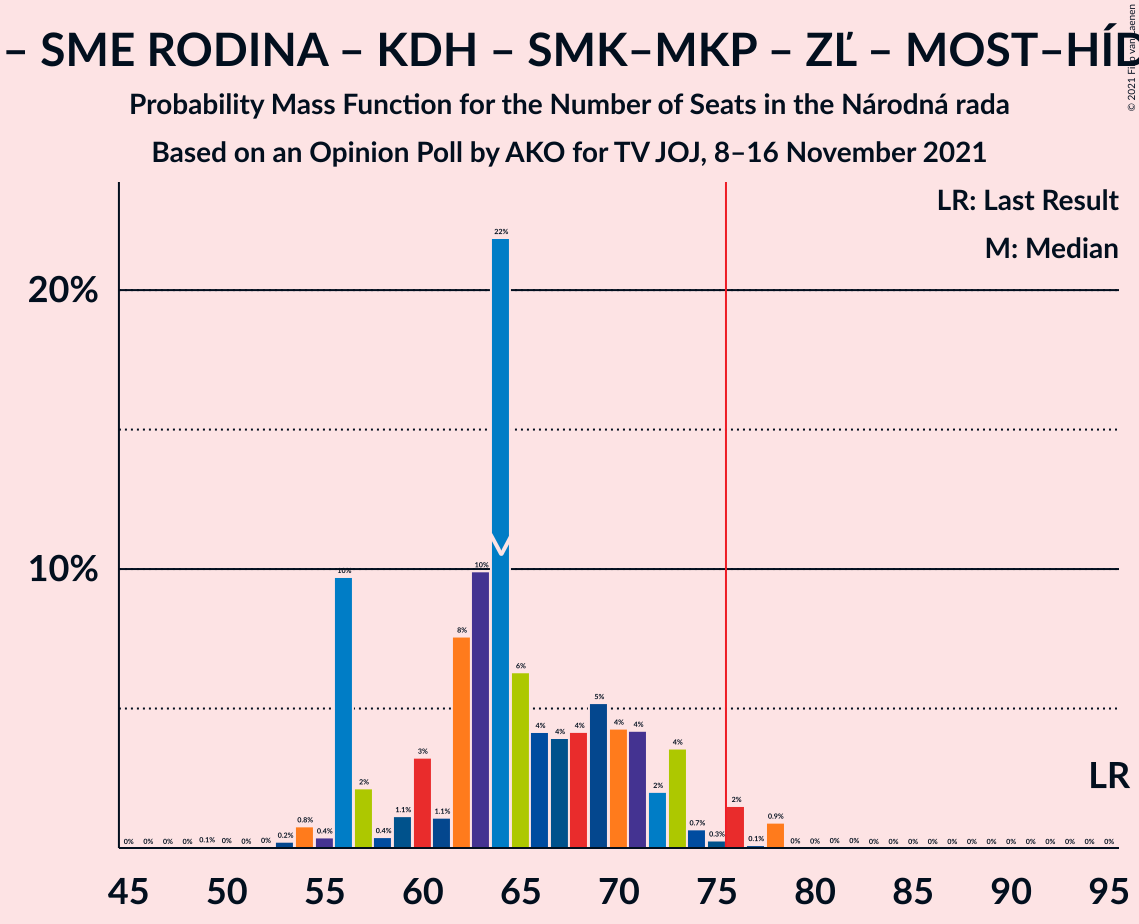 – SME RODINA – KDH – SMK–MKP – ZĽ – MOST–HÍD
Probability Mass Function for the Number of Seats in the Národná rada
Based on an Opinion Poll by AKO for TV JOJ, 8–16 November 2021
© 2021 Filip van Laenen
LR: Last Result
M: Median
22%
20%
10%
10%
10%
8%
6%
5%
4% 4% 4% 4% 4%
4%
3%
2%
2%
2%
LR
0% 0% 0% 0% 0.1% 0% 0% 0% 0.2% 0.8% 0.4% 0.4% 1.1% 1.1% 0.7% 0.3% 0.1% 0.9% 0% 0% 0% 0% 0% 0% 0% 0% 0% 0% 0% 0% 0% 0% 0% 0% 0%
45 50 55 60 65 70 75 80 85 90 95